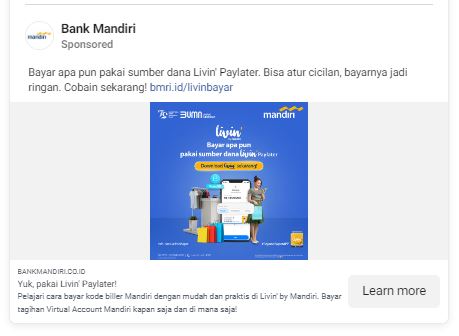 Bank Mandiri
Sponsored
Bayar apa pun pakai sumber dana Livin' Paylater. Bisa atur cicilan, bayarnya jadi
ringan. Cobain sekarang! bmri.id/livinbayar
mandiri
BUMN
mandiri
livin'
by mandiri
Bayar apa pun
pakai sumber dana livin' Paylater
Download livin' sekarang!
BANKMANDIRI.CO.ID
Yuk, pakai Livin' Paylater!
Pelajari cara bayar kode biller Mandiri dengan mudah dan praktis di Livin' by Mandiri. Bayar
tagihan Virtual Account Mandiri kapan saja dan di mana saja!
Learn more